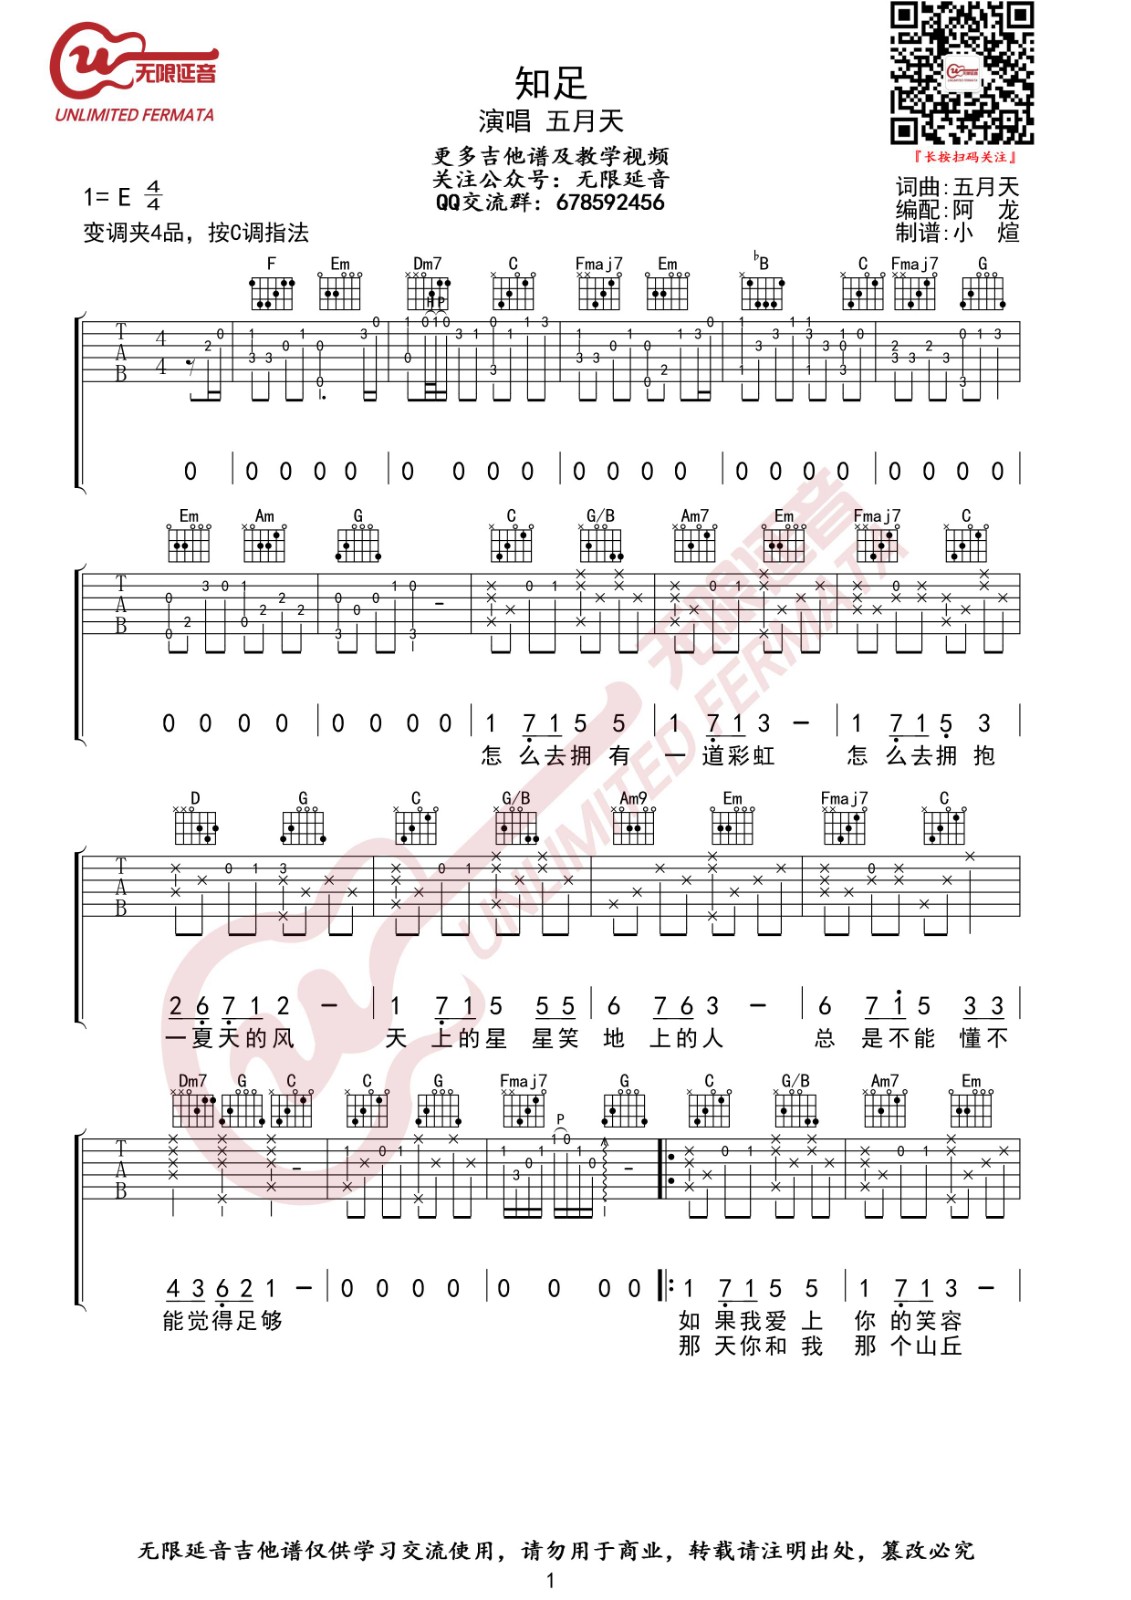 无限延音
UNLIMITED FERMATA
知足
演唱 五月天
更多吉他谱及教学视频
关注公众号：无限延音
QQ交流群：678592456
『长按扫码关注』
1= E 4/4
变调夹4品，按C调指法
词曲:五月天
编配:阿 龙
制谱:小 煊
F Em Dm7 C Fmaj7 Em ♭B C Fmaj7 G
H P
T A B 4 4
0 0 0 0 0 0 0 0 0 0 0 0 0 0 0 0 0 0 0 0 0
Em Am G C G/B Am7 Em Fmaj7 C
T A B
0 0 0 0 0 0 0 0 1 7 1 5 5 1 7 1 3 － 1 7 1 5 3
怎 么去拥 有 一 道彩虹 怎 么去拥 抱
D G C G/B Am9 Em Fmaj7 C
T A B
2 6 7 1 2 － 1 7 1 5 5 5 6 7 6 3 － 6 7 1 5 3 3
一夏天的风 天 上的星 星笑 地 上的人 总 是不能 懂不
Dm7 G C C G Fmaj7 G C G/B Am7 Em
P
T A B
4 3 6 2 1 － 0 0 0 0 0 0 0 0 1 7 1 5 5 1 7 1 3 －
能觉得足够 如 果我爱 上 你 的笑容
那 天你和 我 那 个山丘
无限延音吉他谱仅供学习交流使用，请勿用于商业，转载请注明出处，篡改必究
1